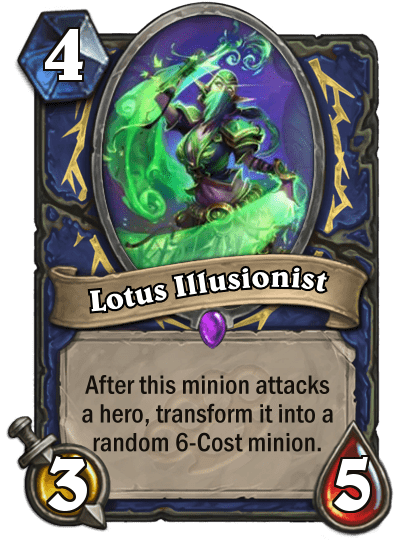 4
Lotus Illusionist
After this minion attacks
a hero, transform it into a
random 6-Cost minion.
3
5